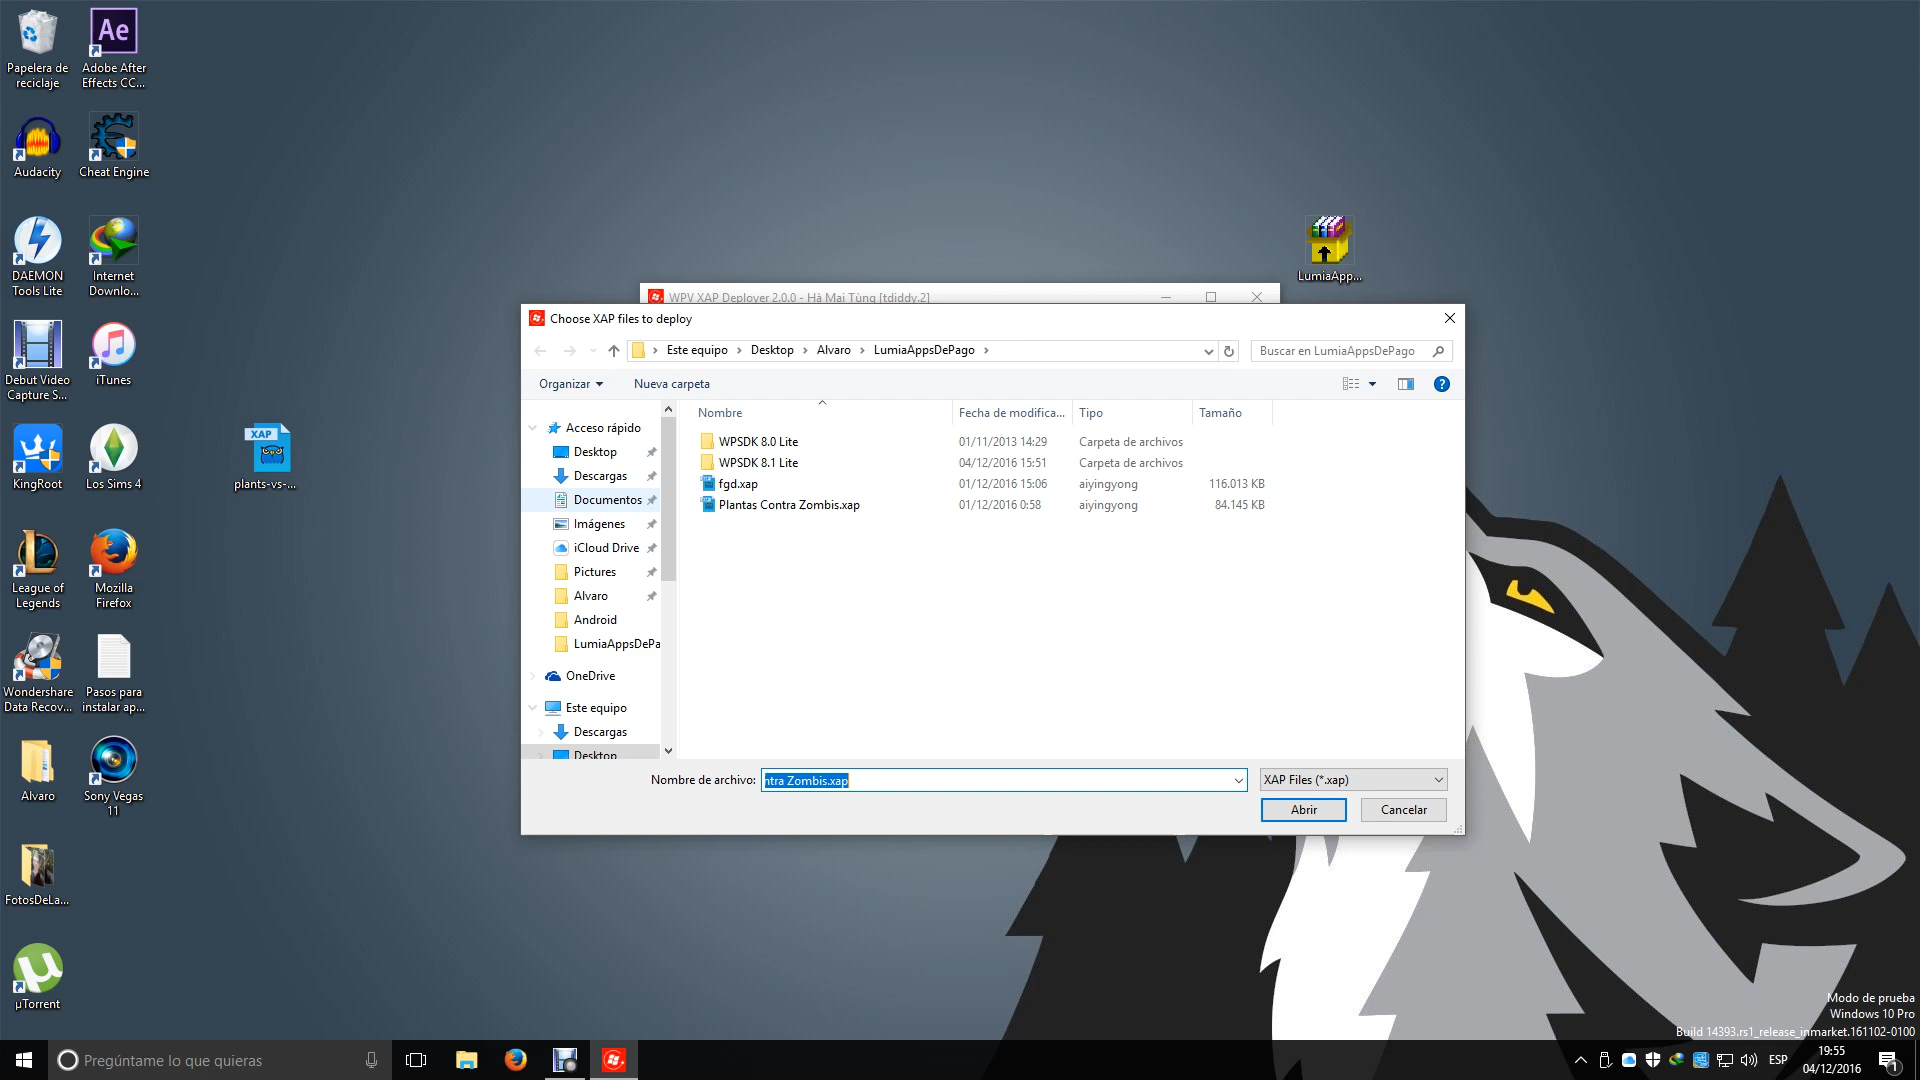 Papelera de
reciclaje
Ae
Adobe After
Effects CC...
Audacity
Cheat Engine
DAEMON
Tools Lite
Internet
Downlo...
Debut Video
Capture S...
iTunes
KingRoot
Los Sims 4
XAP
plants-vs-...
League of
Legends
Mozilla
Firefox
Wondershare
Data Recov...
Pasos para
instalar ap...
Alvaro
Sony Vegas
11
FotosDeLa...
µTorrent
LumiaApp...
WPV XAP Deployer 2.0.0 - Hà Mai Tùng [tdiddy.2]
Choose XAP files to deploy
Este equipo > Desktop > Alvaro > LumiaAppsDePago >
Buscar en LumiaAppsDePago
Organizar
Nueva carpeta
Nombre Fecha de modifica... Tipo Tamaño
WPSDK 8.0 Lite 01/11/2013 14:29 Carpeta de archivos
WPSDK 8.1 Lite 04/12/2016 15:51 Carpeta de archivos
fgd.xap 01/12/2016 15:06 aiyingyong 116.013 KB
Plantas Contra Zombis.xap 01/12/2016 0:58 aiyingyong 84.145 KB
Acceso rápido
Desktop
Descargas
Documentos
Imágenes
iCloud Drive
Pictures
Alvaro
Android
LumiaAppsDePa
OneDrive
Este equipo
Descargas
Desktop
Nombre de archivo:
ntra Zombis.xap
XAP Files (*.xap)
Abrir
Cancelar
Modo de prueba
Windows 10 Pro
Build 14393.rs1_release_inmarket.161102-0100
Pregúntame lo que quieras
ESP
19:55
04/12/2016
1